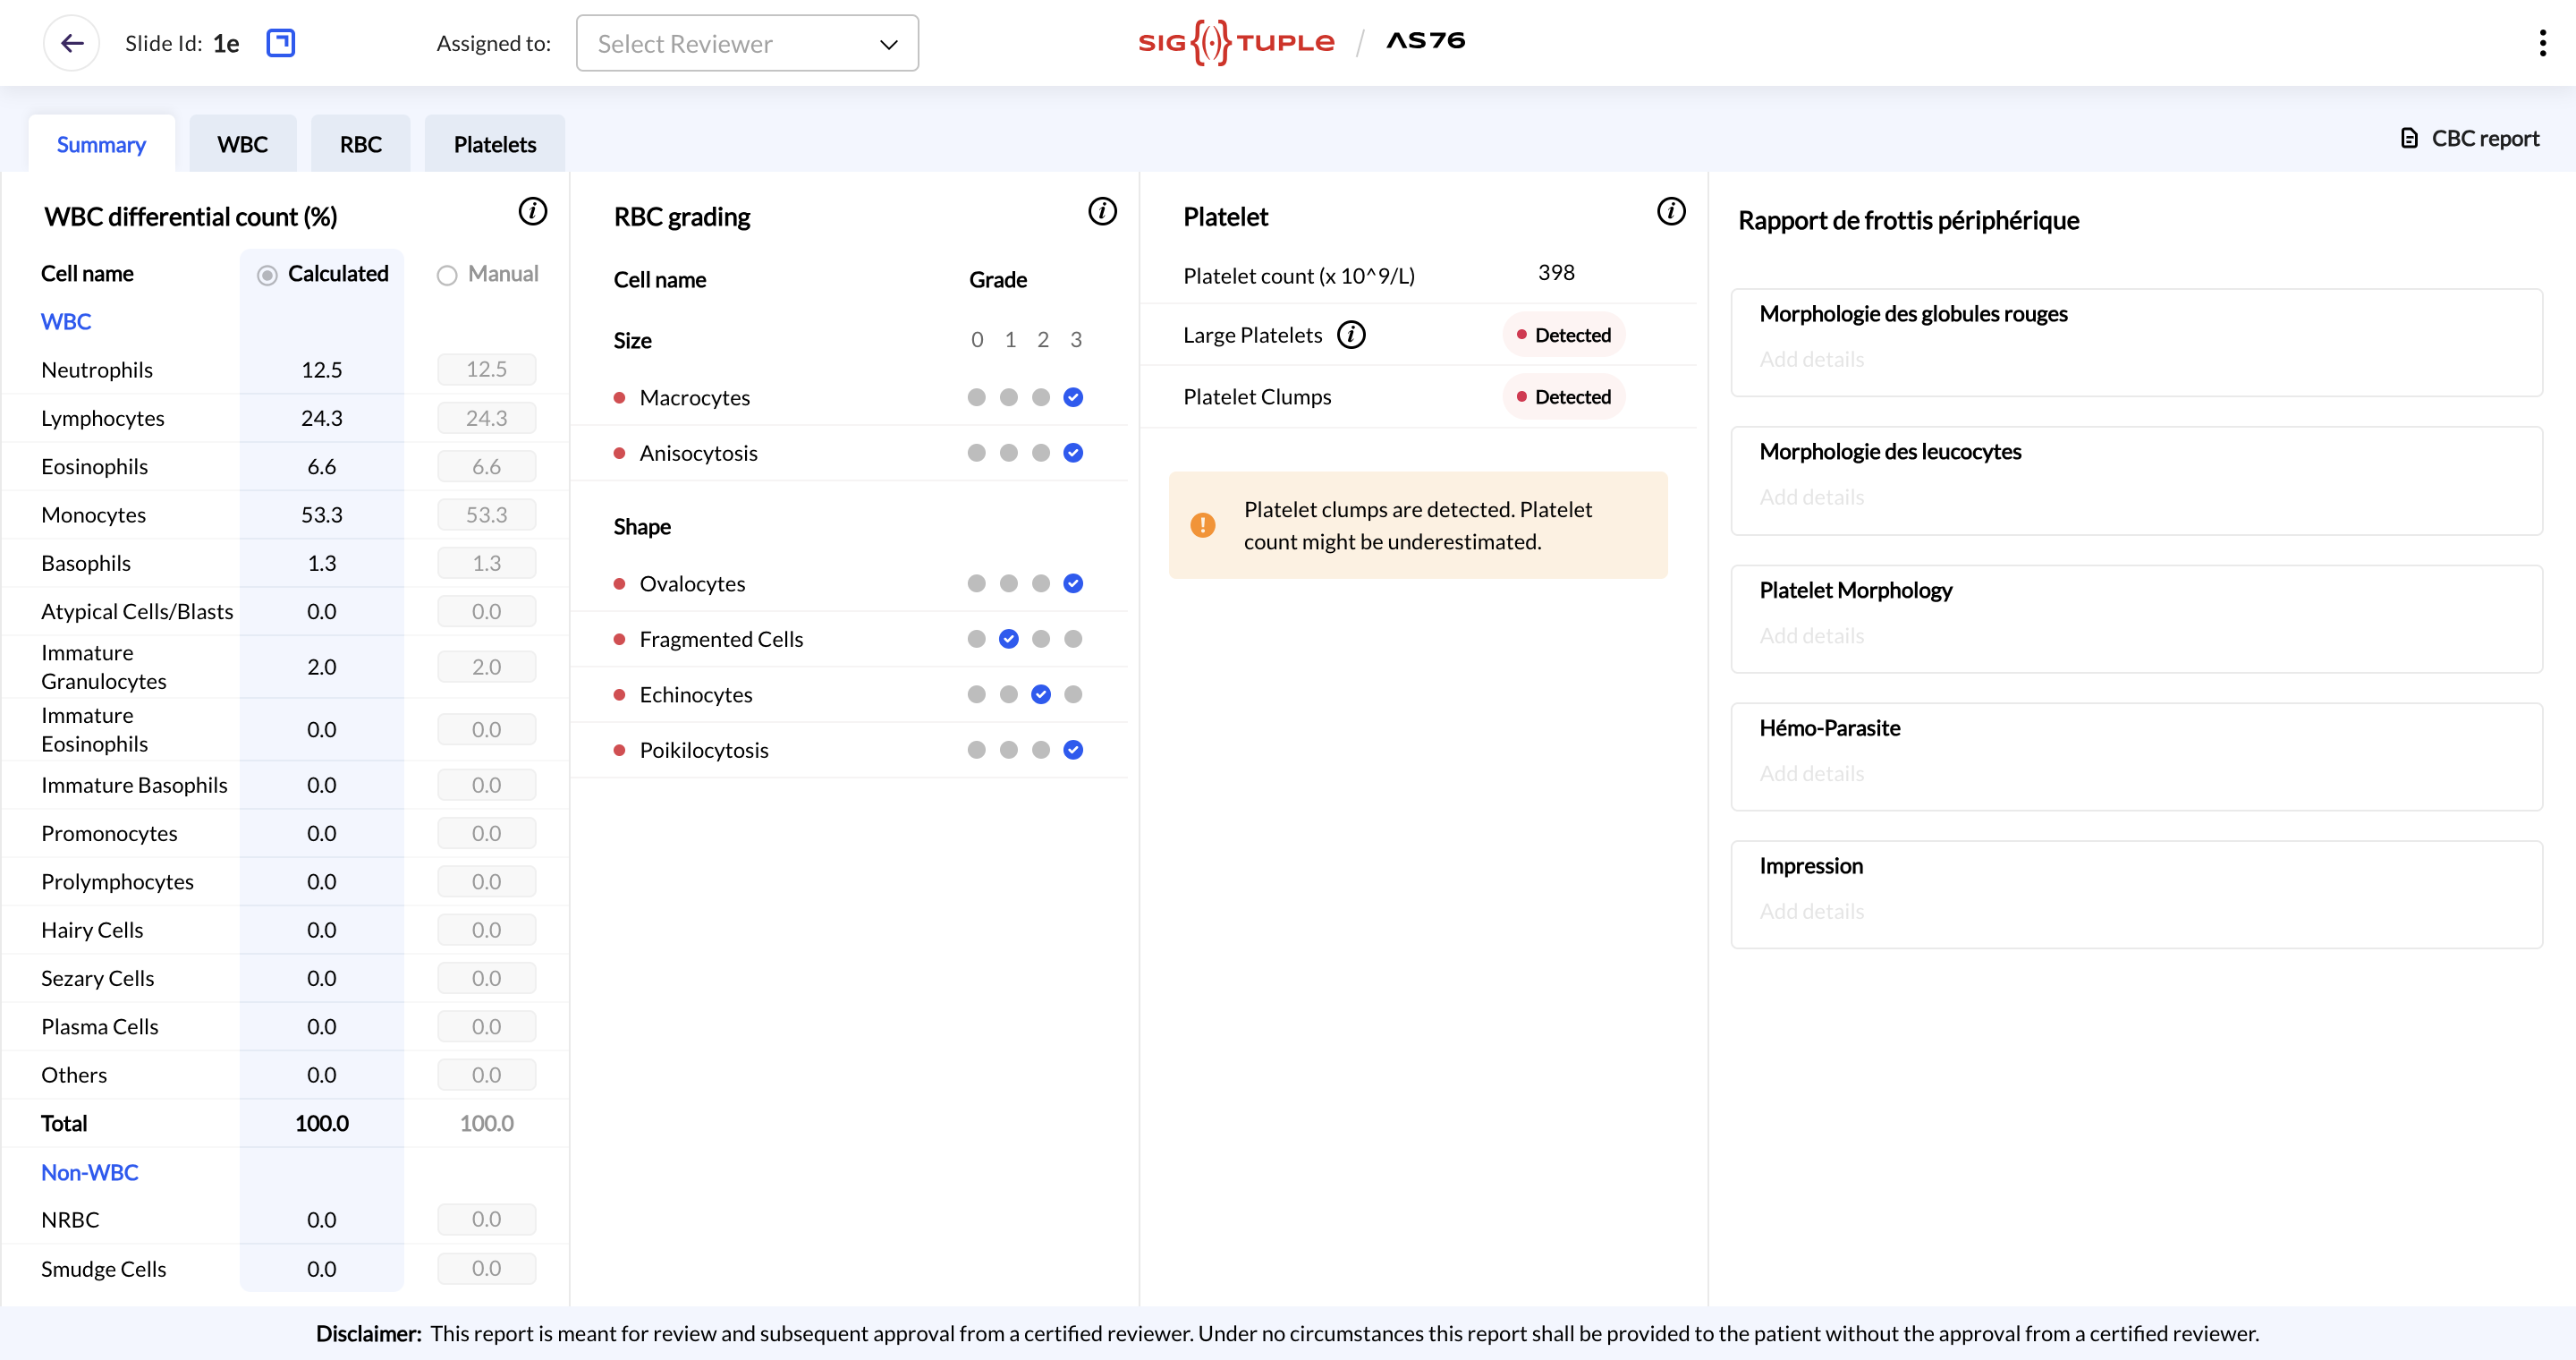 Slide Id: 1e
Assigned to: Select Reviewer
SIG{(·)}TUPLE / AS76
Summary
WBC
RBC
Platelets
CBC report
WBC differential count (%)
Cell name Calculated Manual
WBC
Neutrophils 12.5 12.5
Lymphocytes 24.3 24.3
Eosinophils 6.6 6.6
Monocytes 53.3 53.3
Basophils 1.3 1.3
Atypical Cells/Blasts 0.0 0.0
Immature
Granulocytes 2.0 2.0
Immature
Eosinophils 0.0 0.0
Immature Basophils 0.0 0.0
Promonocytes 0.0 0.0
Prolymphocytes 0.0 0.0
Hairy Cells 0.0 0.0
Sezary Cells 0.0 0.0
Plasma Cells 0.0 0.0
Others 0.0 0.0
Total 100.0 100.0
Non-WBC
NRBC 0.0 0.0
Smudge Cells 0.0 0.0
RBC grading
Cell name Grade
Size 0 1 2 3
Macrocytes
Anisocytosis
Shape
Ovalocytes
Fragmented Cells
Echinocytes
Poikilocytosis
Platelet
Platelet count (x 10^9/L) 398
Large Platelets Detected
Platelet Clumps Detected
Platelet clumps are detected. Platelet
count might be underestimated.
Rapport de frottis périphérique
Morphologie des globules rouges
Add details
Morphologie des leucocytes
Add details
Platelet Morphology
Add details
Hémo-Parasite
Add details
Impression
Add details
Disclaimer: This report is meant for review and subsequent approval from a certified reviewer. Under no circumstances this report shall be provided to the patient without the approval from a certified reviewer.